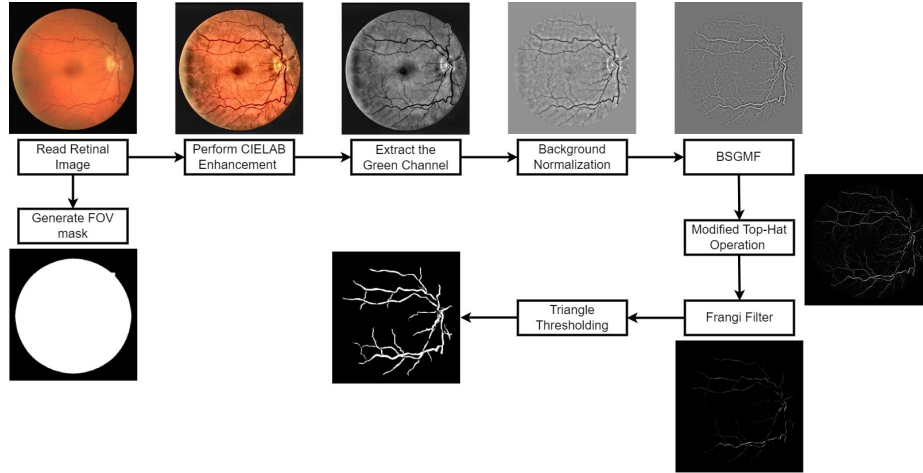 Read Retinal
Image
Perform CIELAB
Enhancement
Extract the
Green Channel
Background
Normalization
BSGMF
Generate FOV
mask
Modified Top-Hat
Operation
Triangle
Thresholding
Frangi Filter